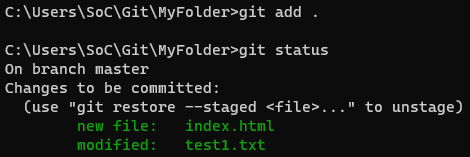 C:\Users\SoC\Git\MyFolder>git add .
C:\Users\SoC\Git\MyFolder>git status
On branch master
Changes to be committed:
  (use "git restore --staged <file>..." to unstage)
        new file:   index.html
        modified:   test1.txt